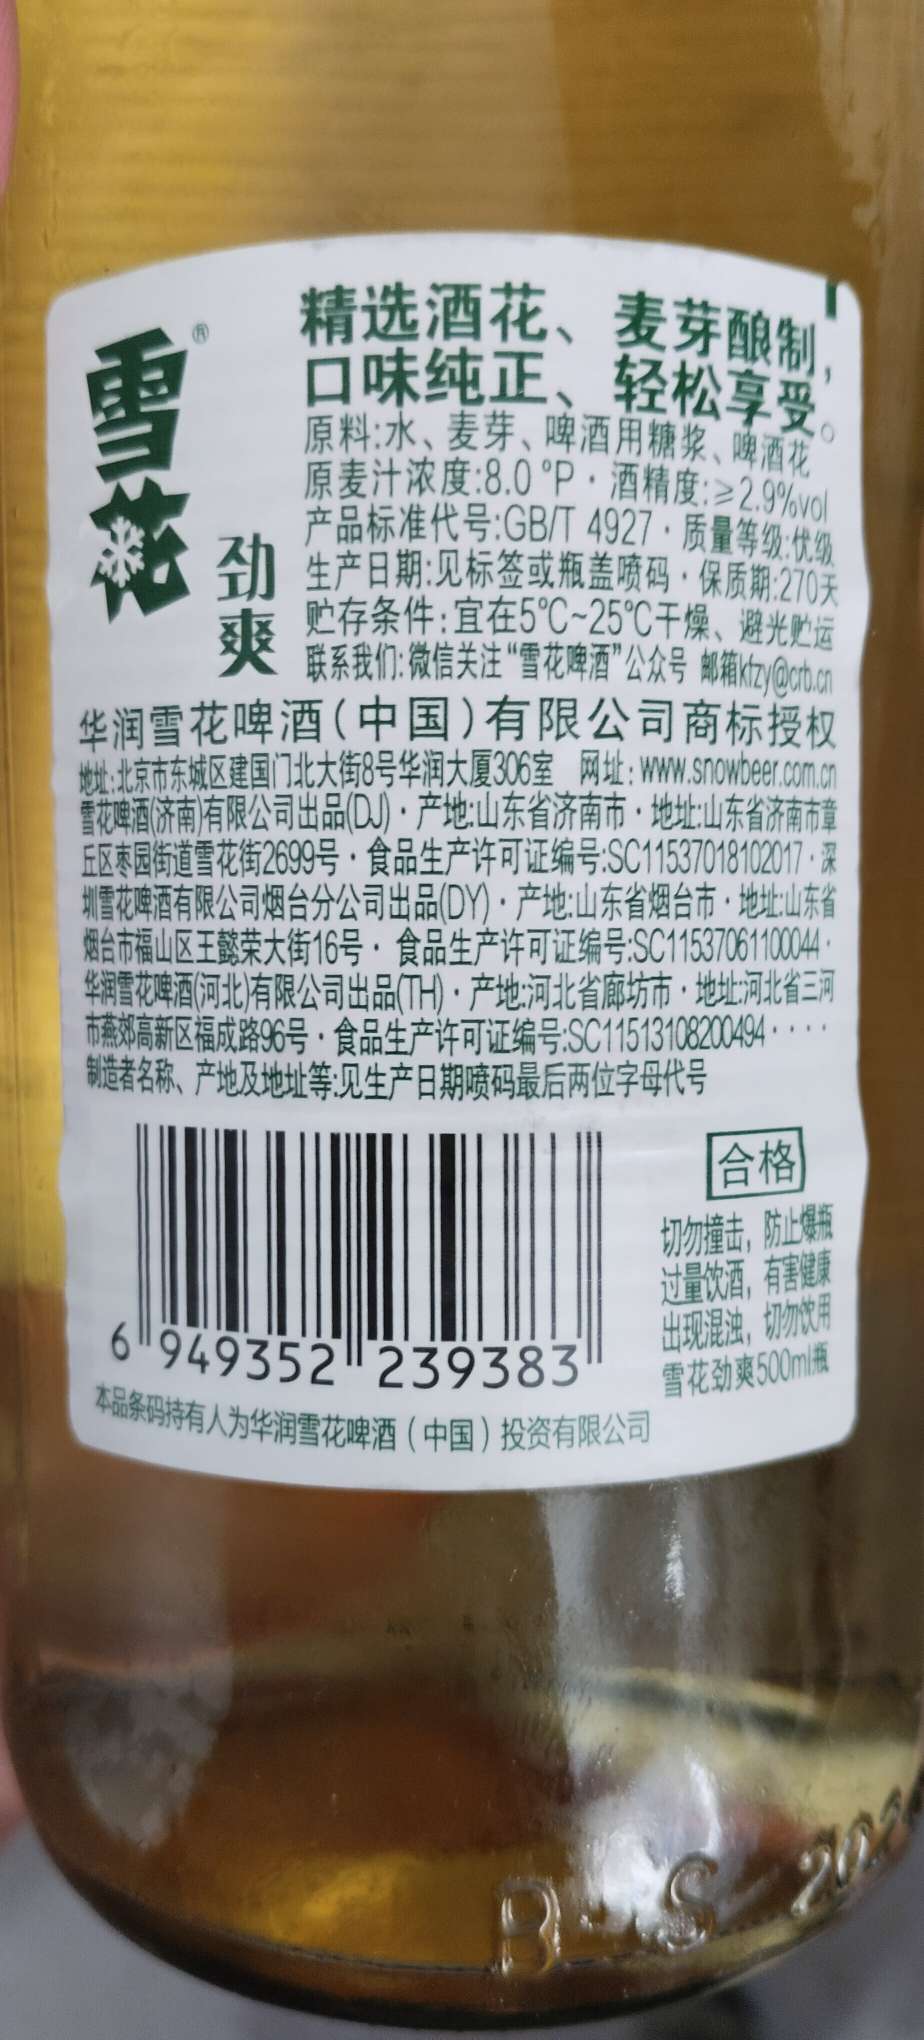 雪花®
劲爽
精选酒花、麦芽酿制，
口味纯正、轻松享受。
原料:水、麦芽、啤酒用糖浆、啤酒花
原麦汁浓度:8.0°P·酒精度:≥2.9%vol
产品标准代号:GB/T 4927·质量等级:优级
生产日期:见标签或瓶盖喷码·保质期:270天
贮存条件:宜在5℃~25℃干燥、避光贮运
联系我们:微信关注“雪花啤酒”公众号 邮箱kfzy@crb.cn
华润雪花啤酒(中国)有限公司商标授权
地址:北京市东城区建国门北大街8号华润大厦306室 网址: www.snowbeer.com.cn
雪花啤酒(济南)有限公司出品(DJ)·产地:山东省济南市·地址:山东省济南市章
丘区枣园街道雪花街2699号·食品生产许可证编号:SC11537018102017·深
圳雪花啤酒有限公司烟台分公司出品(DY)·产地:山东省烟台市·地址:山东省
烟台市福山区王懿荣大街16号· 食品生产许可证编号:SC11537061100044·
华润雪花啤酒(河北)有限公司出品(TH)·产地:河北省廊坊市·地址:河北省三河
市燕郊高新区福成路96号·食品生产许可证编号:SC11513108200494····
制造者名称、产地及地址等:见生产日期喷码最后两位字母代号
合格
切勿撞击，防止爆瓶
过量饮酒，有害健康
出现混浊，切勿饮用
雪花劲爽500ml瓶
6 949352 239383
本品条码持有人为华润雪花啤酒(中国)投资有限公司
B·S